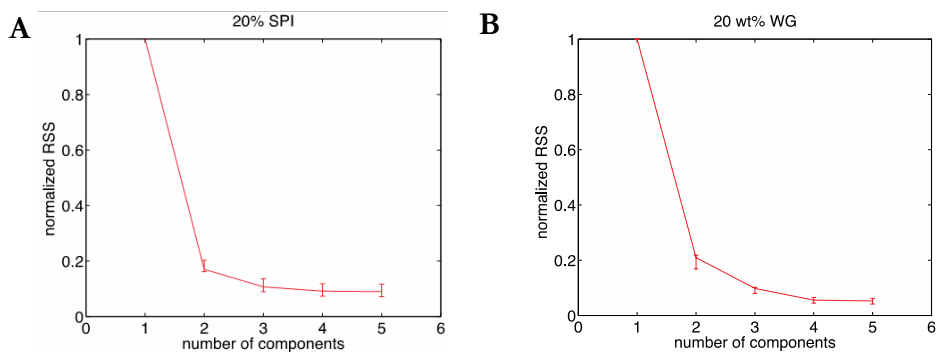 A
20% SPI
normalized RSS
1
0.8
0.6
0.4
0.2
0
0 1 2 3 4 5 6
number of components
B
20 wt% WG
normalized RSS
1
0.8
0.6
0.4
0.2
0
0 1 2 3 4 5 6
number of components